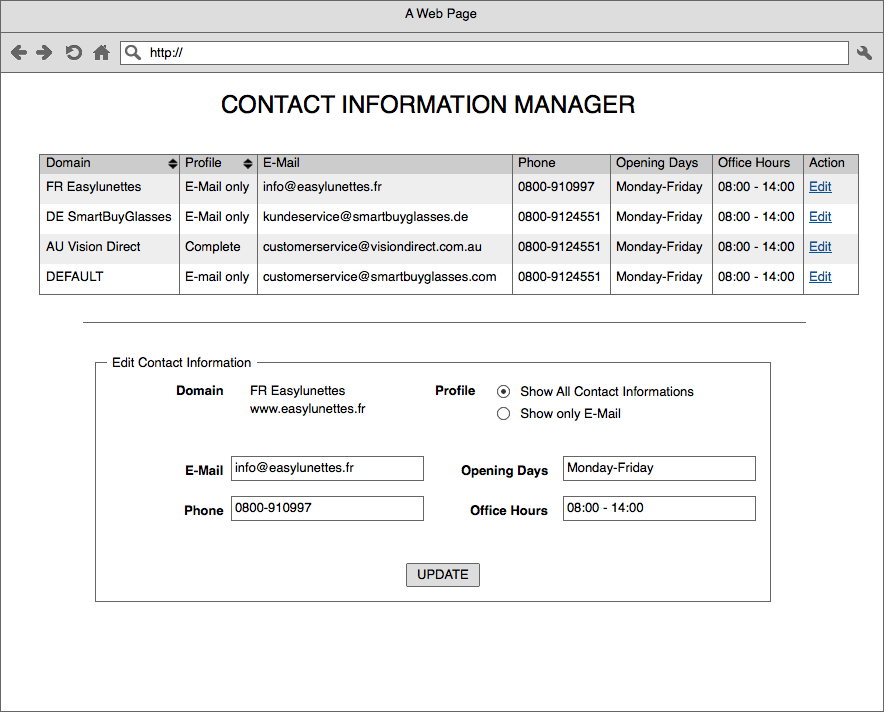 A Web Page
http://
CONTACT INFORMATION MANAGER
Domain Profile E-Mail Phone Opening Days Office Hours Action
FR Easylunettes E-Mail only info@easylunettes.fr 0800-910997 Monday-Friday 08:00 - 14:00 Edit
DE SmartBuyGlasses E-Mail only kundeservice@smartbuyglasses.de 0800-9124551 Monday-Friday 08:00 - 14:00 Edit
AU Vision Direct Complete customerservice@visiondirect.com.au 0800-9124551 Monday-Friday 08:00 - 14:00 Edit
DEFAULT E-mail only customerservice@smartbuyglasses.com 0800-9124551 Monday-Friday 08:00 - 14:00 Edit
Edit Contact Information
Domain FR Easylunettes Profile Show All Contact Informations
www.easylunettes.fr Show only E-Mail
E-Mail info@easylunettes.fr Opening Days Monday-Friday
Phone 0800-910997 Office Hours 08:00 - 14:00
UPDATE